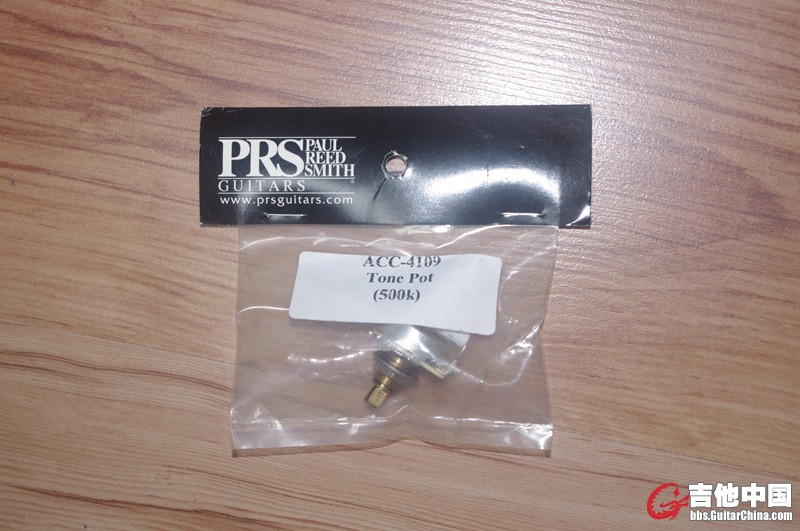 PRS PAUL
REED
SMITH
GUITARS
www.prsguitars.com
ACC-4109
Tone Pot
(500k)
吉他中国
bbs.GuitarChina.com